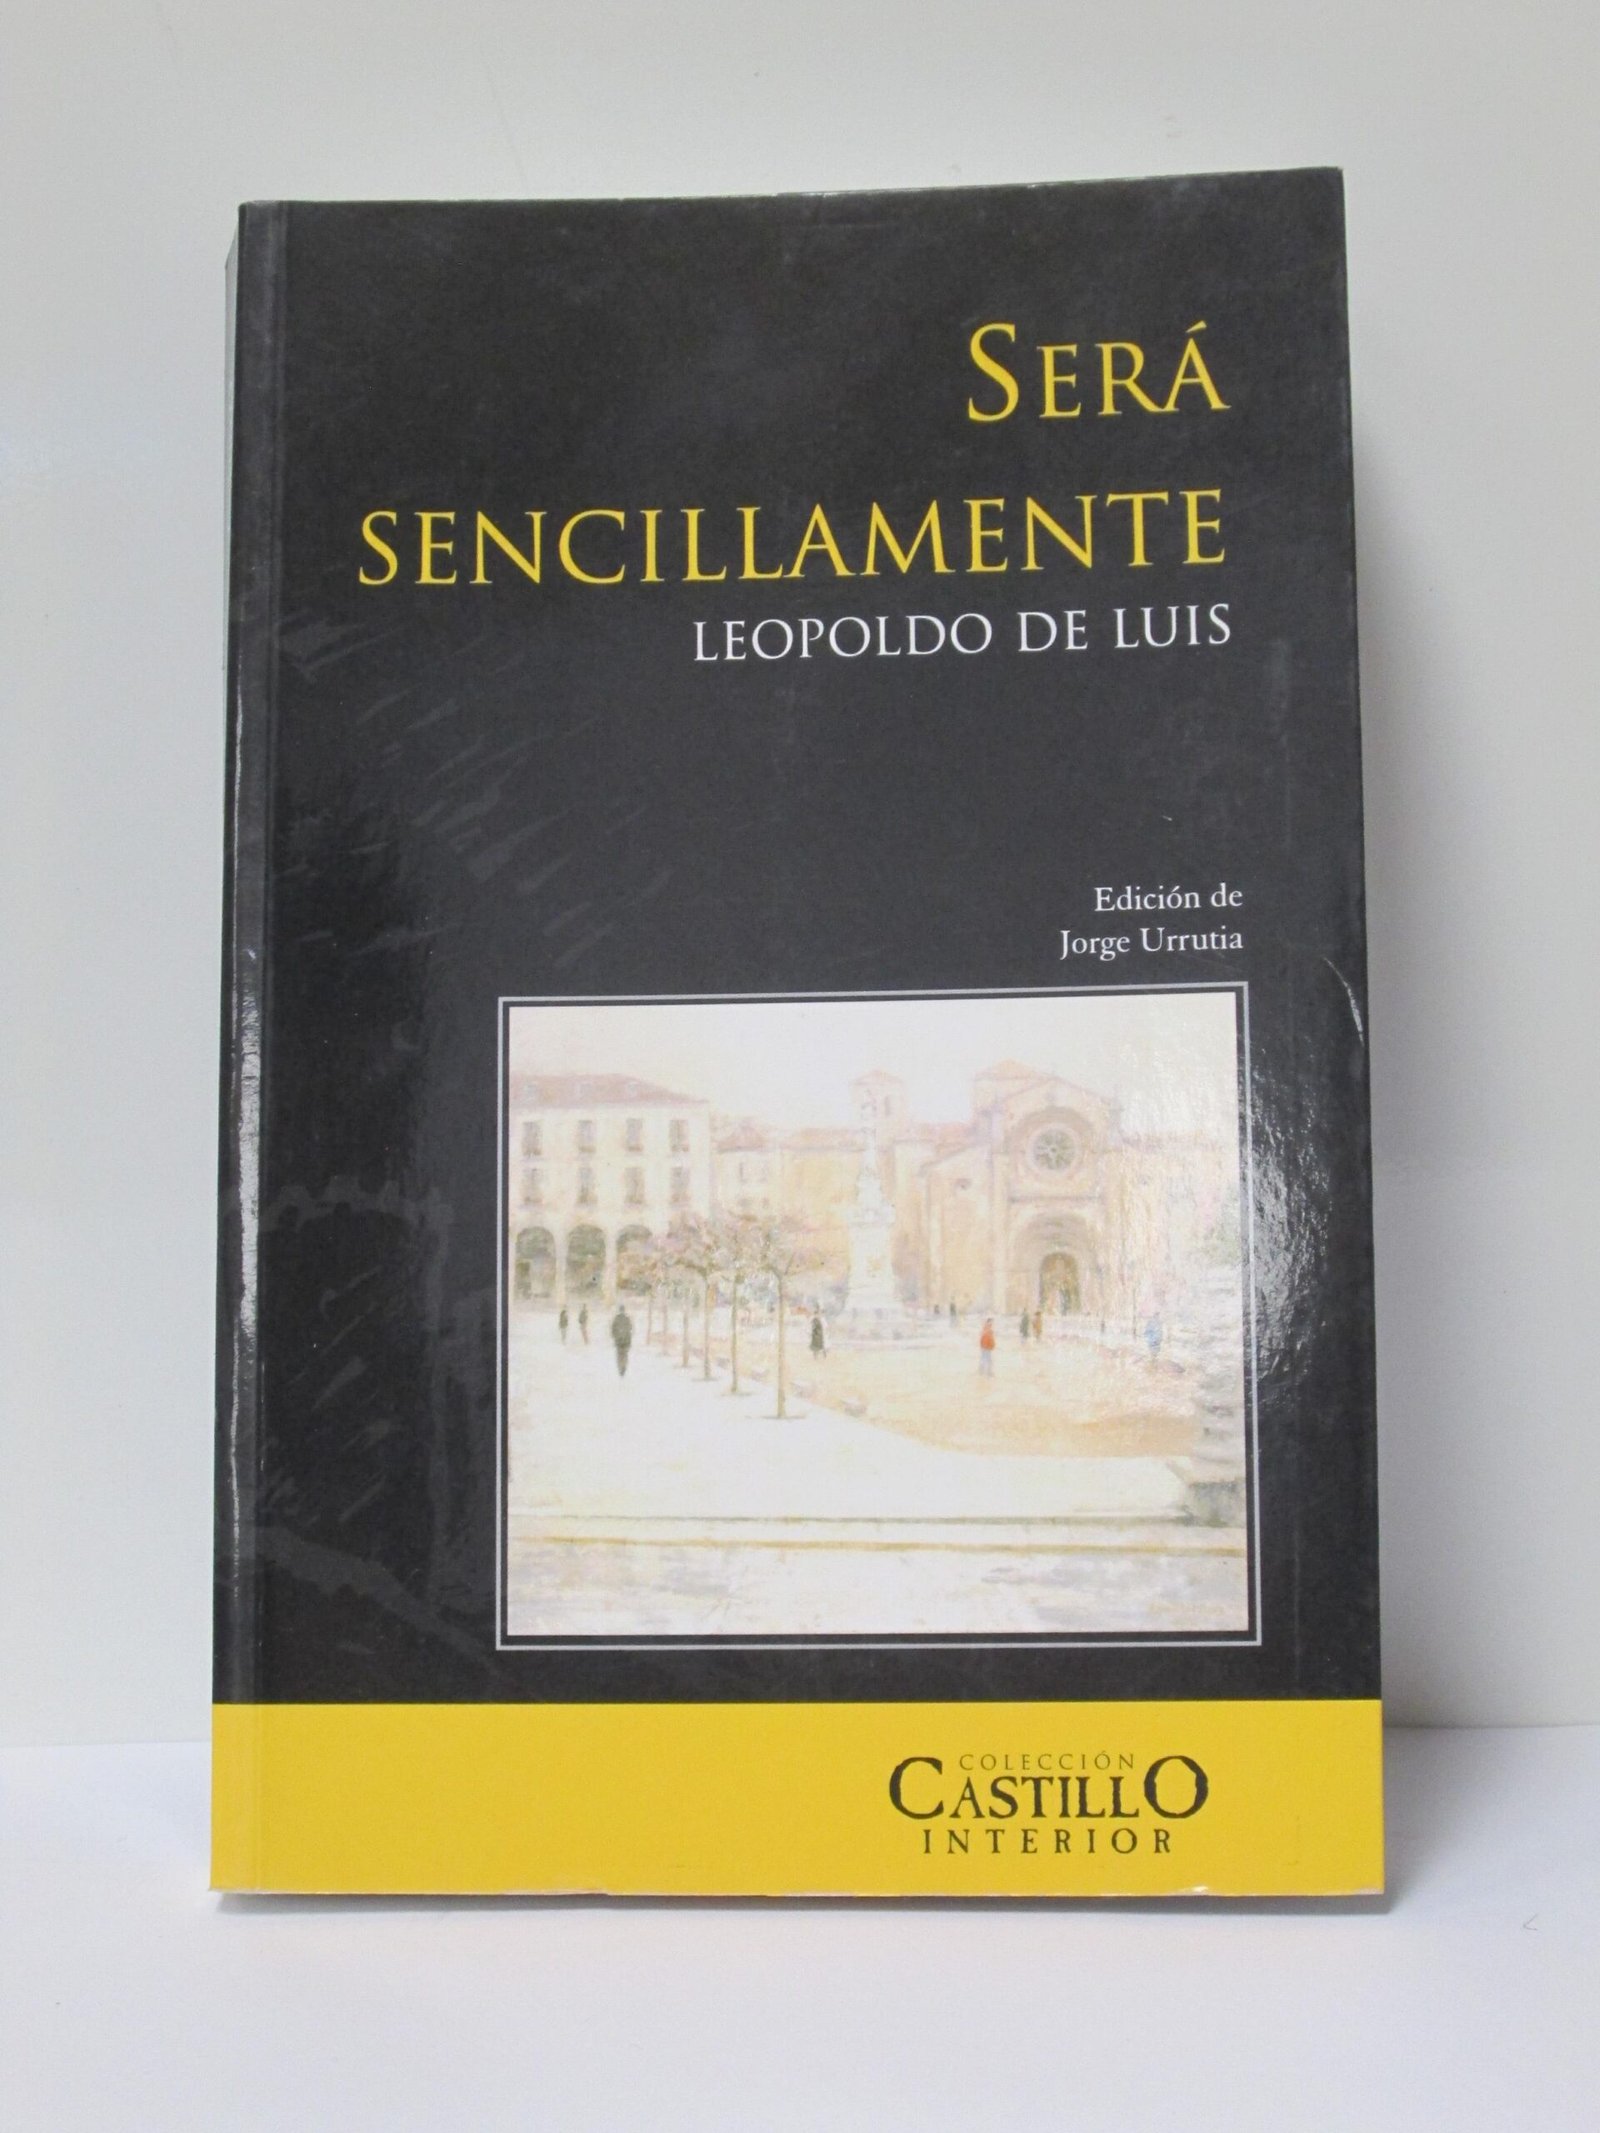 SERÁ
SENCILLAMENTE
LEOPOLDO DE LUIS
Edición de
Jorge Urrutia
COLECCIÓN
CASTILLO
INTERIOR